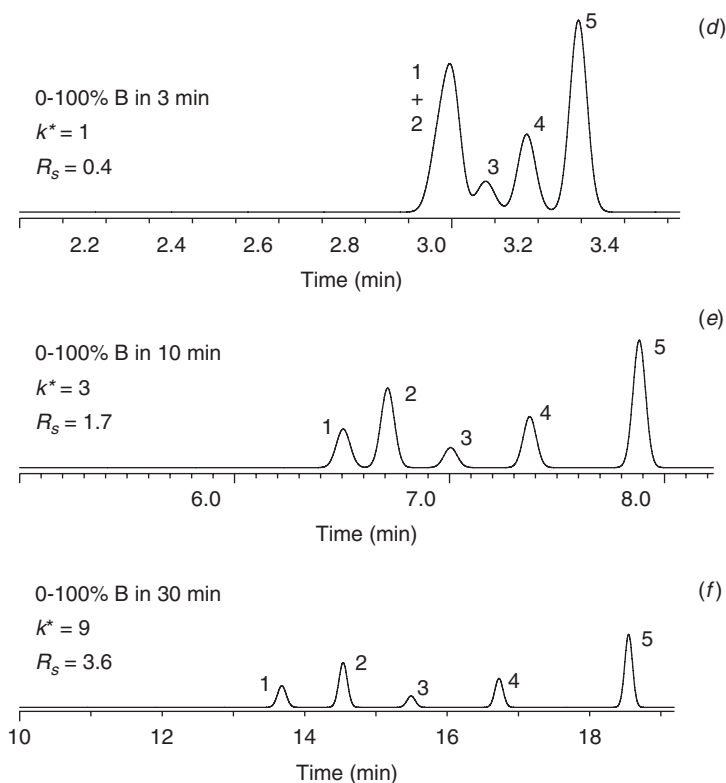 (d)
0-100% B in 3 min
k* = 1
Rs = 0.4
1
+
2
3
4
5
2.2 2.4 2.6 2.8 3.0 3.2 3.4
Time (min)
(e)
0-100% B in 10 min
k* = 3
Rs = 1.7
1 2 3 4 5
6.0 7.0 8.0
Time (min)
(f)
0-100% B in 30 min
k* = 9
Rs = 3.6
1 2 3 4 5
10 12 14 16 18
Time (min)